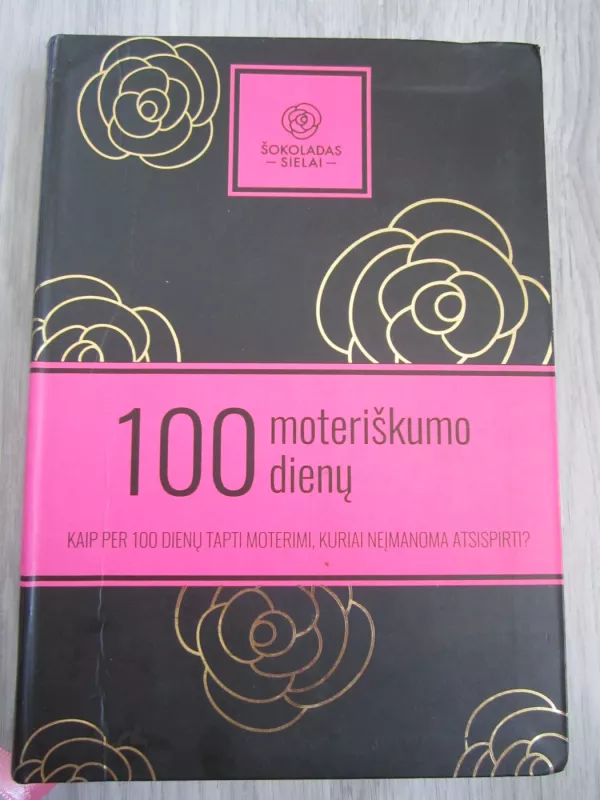 ŠOKOLADAS
SIELAI
100 moteriškumo
dienų
KAIP PER 100 DIENŲ TAPTI MOTERIMI, KURIAI NEĮMANOMA ATSISPIRTI?